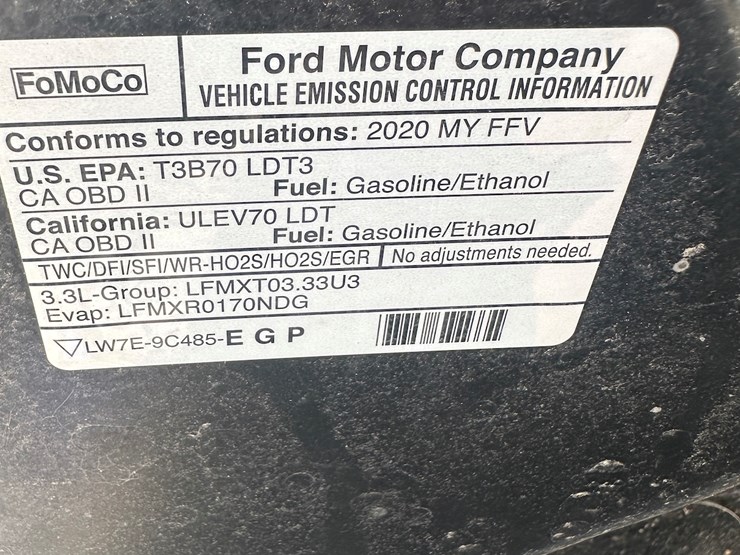 FoMoCo
Ford Motor Company
VEHICLE EMISSION CONTROL INFORMATION
Conforms to regulations: 2020 MY FFV
U.S. EPA: T3B70 LDT3
CA OBD II Fuel: Gasoline/Ethanol
California: ULEV70 LDT
CA OBD II Fuel: Gasoline/Ethanol
TWC/DFI/SFI/WR-HO2S/HO2S/EGR No adjustments needed.
3.3L-Group: LFMXT03.33U3
Evap: LFMXR0170NDG
LW7E-9C485-E G P